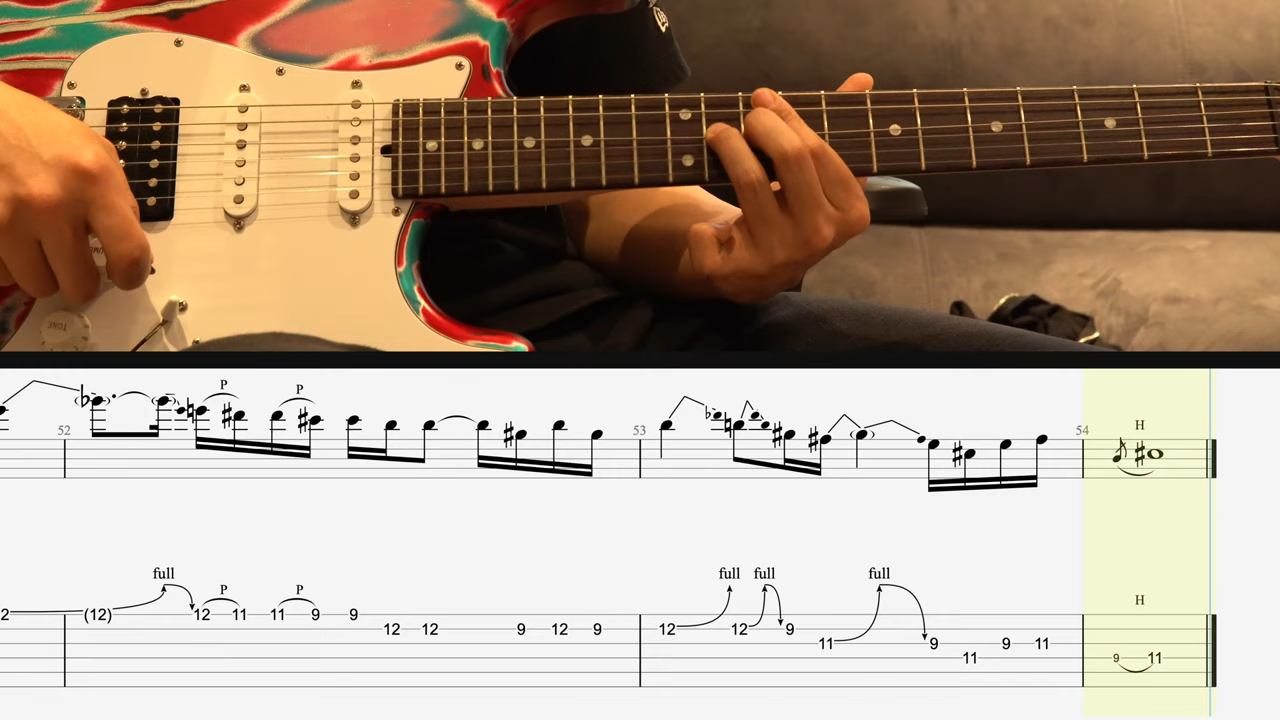 P P
52 53 54 H
full full full full
P P H
2 (12) 12 11 11 9 9
12 12 9 12 9 12 12 9
11 9 9 11
11 9 11
TONE